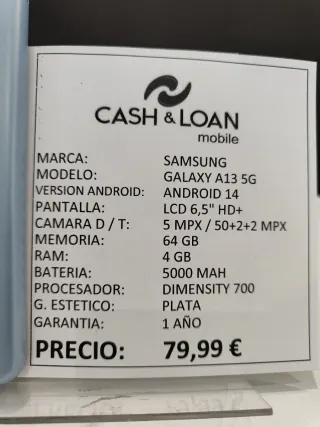 CASH & LOAN
mobile
MARCA: SAMSUNG
MODELO: GALAXY A13 5G
VERSION ANDROID: ANDROID 14
PANTALLA: LCD 6,5" HD+
CAMARA D / T: 5 MPX / 50+2+2 MPX
MEMORIA: 64 GB
RAM: 4 GB
BATERIA: 5000 MAH
PROCESADOR: DIMENSITY 700
G. ESTETICO: PLATA
GARANTIA: 1 AÑO
PRECIO: 79,99 €